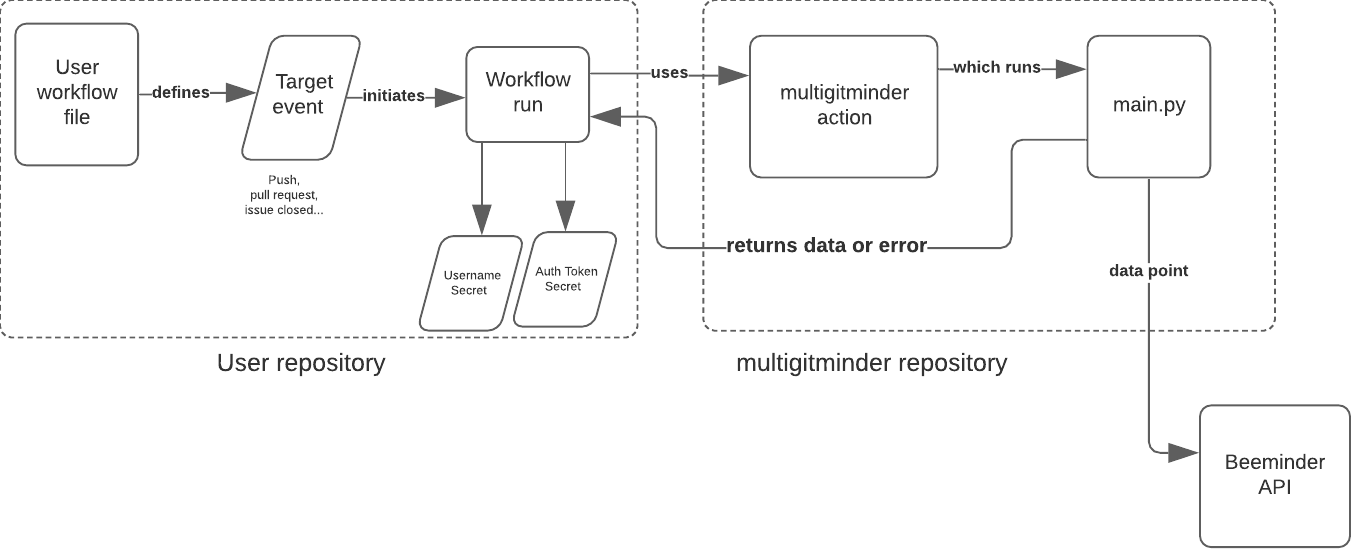 User
workflow
file
defines
Target
event
Push,
pull request,
issue closed...
initiates
Workflow
run
Username
Secret
Auth Token
Secret
User repository
uses
multigitminder
action
which runs
main.py
returns data or error
data point
multigitminder repository
Beeminder
API